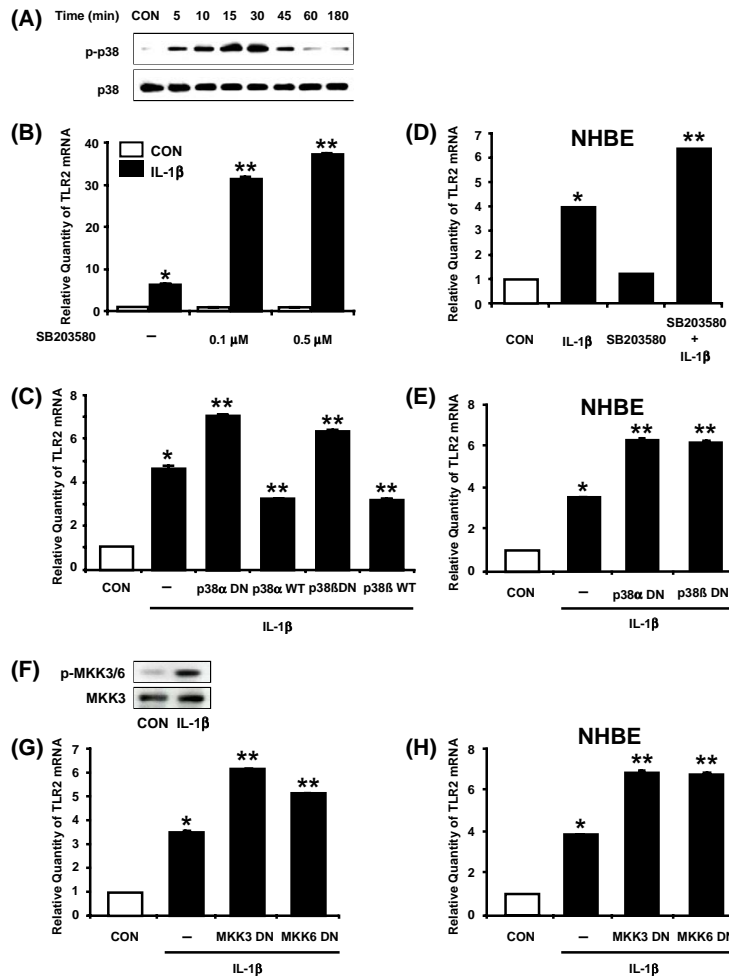 (A) Time (min) CON 5 10 15 30 45 60 180
p-p38
p38
(B)
Relative Quantity of TLR2 mRNA
40
30
20
10
0
CON
IL-1β
*
**
**
SB203580 – 0.1 μM 0.5 μM
(D)
NHBE
Relative Quantity of TLR2 mRNA
7
6
5
4
3
2
1
0
*
**
CON IL-1β SB203580 SB203580
+
IL-1β
(C)
Relative Quantity of TLR2 mRNA
8
6
4
2
0
*
**
**
**
**
CON – p38α DN p38α WT p38ßDN p38ß WT
IL-1β
(E)
NHBE
Relative Quantity of TLR2 mRNA
8
6
4
2
0
*
**
**
CON – p38α DN p38ß DN
IL-1β
(F)
p-MKK3/6
MKK3
CON IL-1β
(G)
Relative Quantity of TLR2 mRNA
7
6
5
4
3
2
1
0
*
**
**
CON – MKK3 DN MKK6 DN
IL-1β
(H)
NHBE
Relative Quantity of TLR2 mRNA
8
6
4
2
0
*
**
**
CON – MKK3 DN MKK6 DN
IL-1β